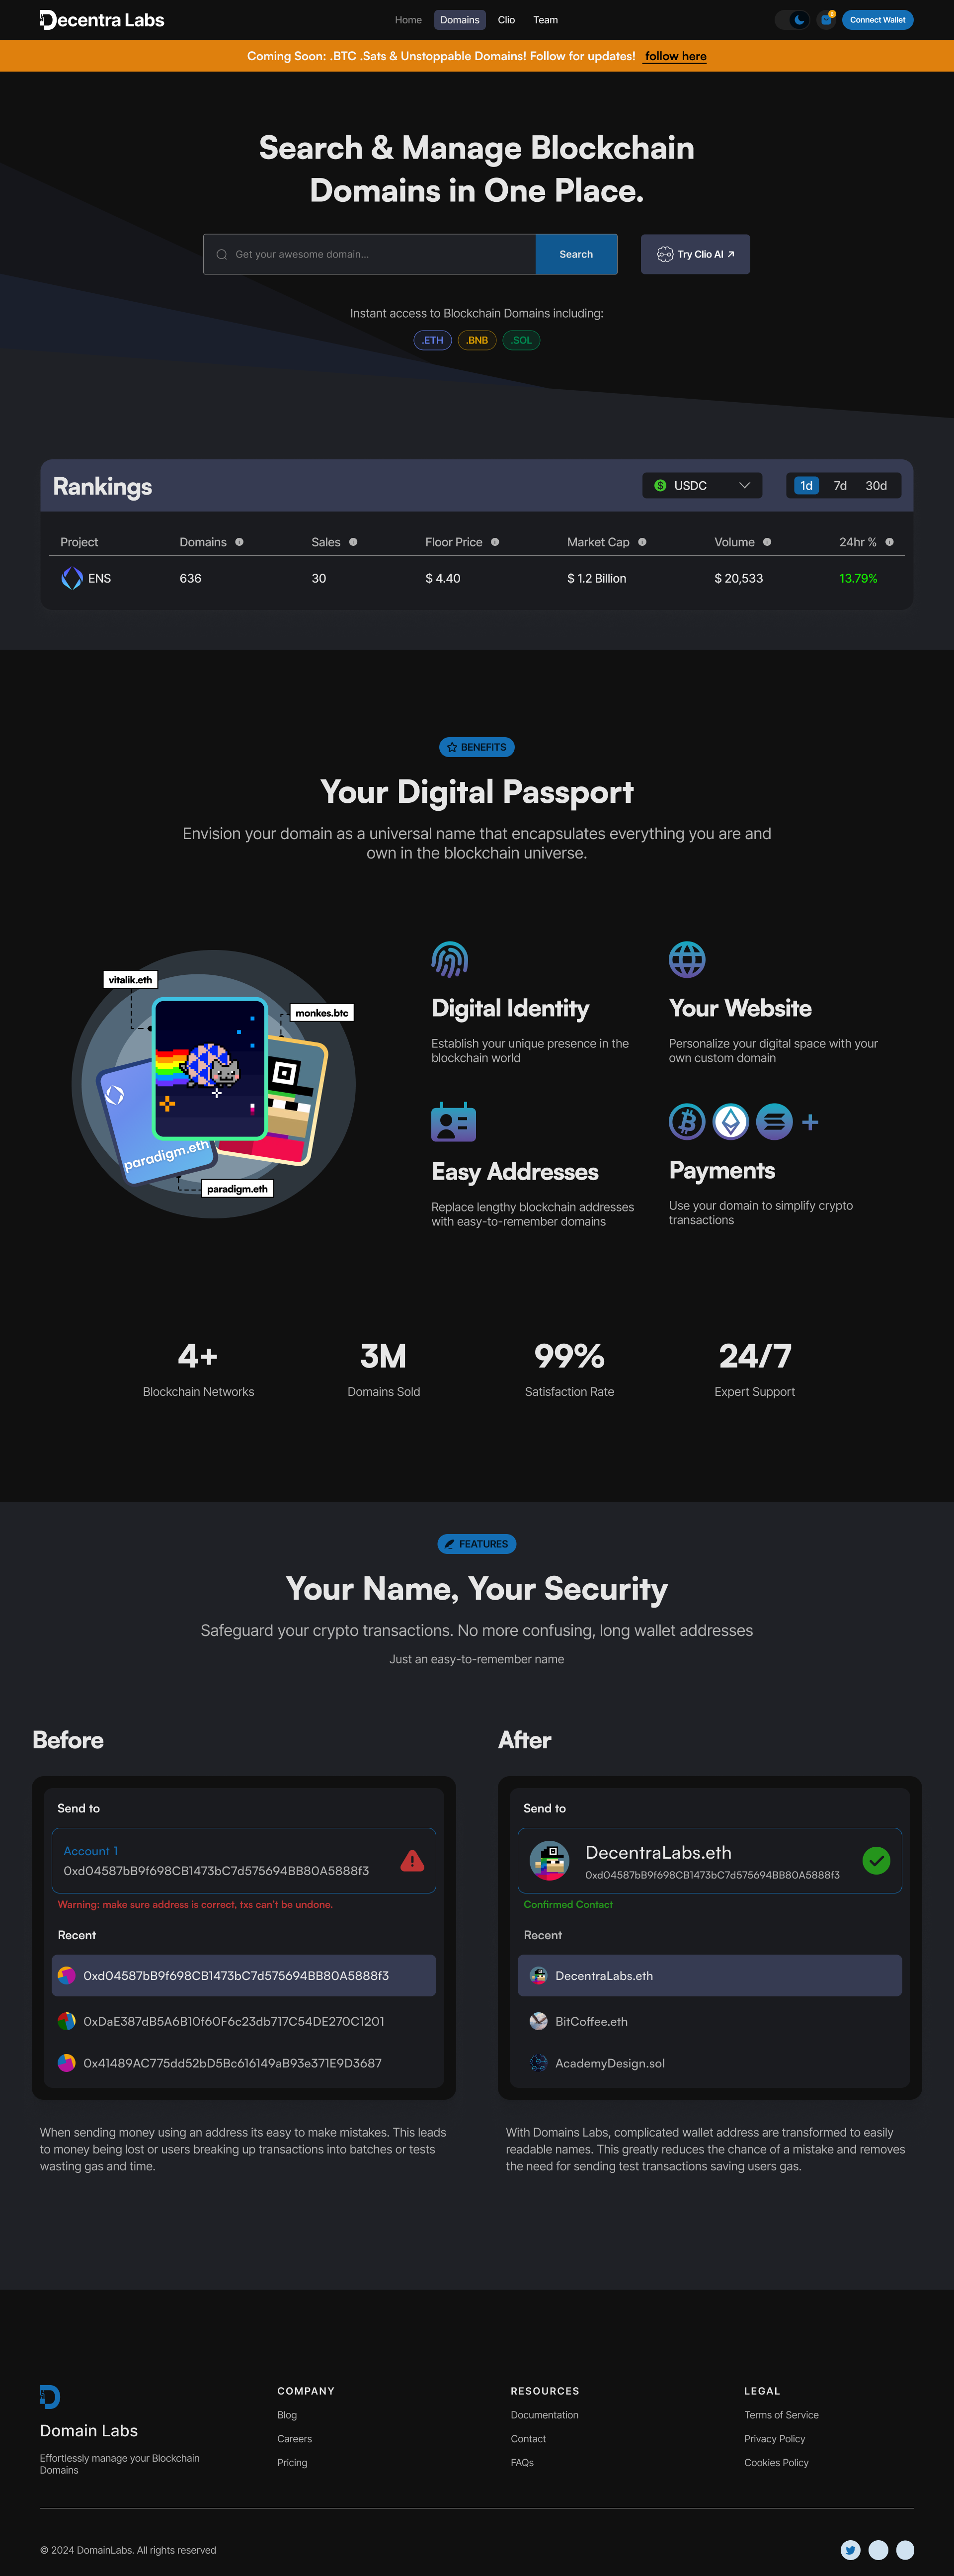 Decentra Labs
Home Domains Clio Team
Connect Wallet
Coming Soon: .BTC .Sats & Unstoppable Domains! Follow for updates! follow here
Search & Manage Blockchain
Domains in One Place.
Get your awesome domain...
Search
Try Clio AI
Instant access to Blockchain Domains including:
.ETH .BNB .SOL
Rankings
USDC
1d 7d 30d
Project Domains Sales Floor Price Market Cap Volume 24hr %
ENS 636 30 $ 4.40 $ 1.2 Billion $ 20,533 13.79%
BENEFITS
Your Digital Passport
Envision your domain as a universal name that encapsulates everything you are and
own in the blockchain universe.
vitalik.eth
monkes.btc
paradigm.eth
paradigm.eth
Digital Identity
Establish your unique presence in the
blockchain world
Your Website
Personalize your digital space with your
own custom domain
Easy Addresses
Replace lengthy blockchain addresses
with easy-to-remember domains
Payments
Use your domain to simplify crypto
transactions
4+
Blockchain Networks
3M
Domains Sold
99%
Satisfaction Rate
24/7
Expert Support
FEATURES
Your Name, Your Security
Safeguard your crypto transactions. No more confusing, long wallet addresses
Just an easy-to-remember name
Before
Send to
Account 1
0xd04587bB9f698CB1473bC7d575694BB80A5888f3
Warning: make sure address is correct, txs can't be undone.
Recent
0xd04587bB9f698CB1473bC7d575694BB80A5888f3
0xDaE387dB5A6B10f60F6c23db717C54DE270C1201
0x41489AC775dd52bD5Bc616149aB93e371E9D3687
When sending money using an address its easy to make mistakes. This leads
to money being lost or users breaking up transactions into batches or tests
wasting gas and time.
After
Send to
DecentraLabs.eth
0xd04587bB9f698CB1473bC7d575694BB80A5888f3
Confirmed Contact
Recent
DecentraLabs.eth
BitCoffee.eth
AcademyDesign.sol
With Domains Labs, complicated wallet address are transformed to easily
readable names. This greatly reduces the chance of a mistake and removes
the need for sending test transactions saving users gas.
Domain Labs
Effortlessly manage your Blockchain
Domains
COMPANY
Blog
Careers
Pricing
RESOURCES
Documentation
Contact
FAQs
LEGAL
Terms of Service
Privacy Policy
Cookies Policy
© 2024 DomainLabs. All rights reserved